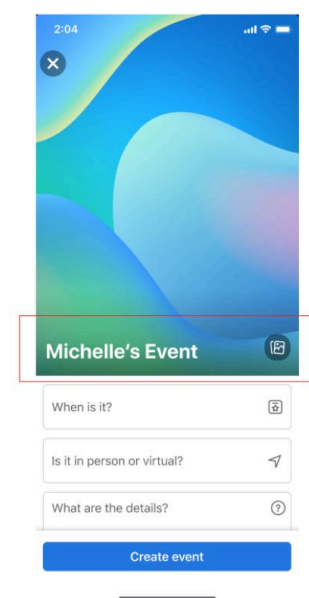 2:04
Michelle's Event
When is it?
Is it in person or virtual?
What are the details?
Create event